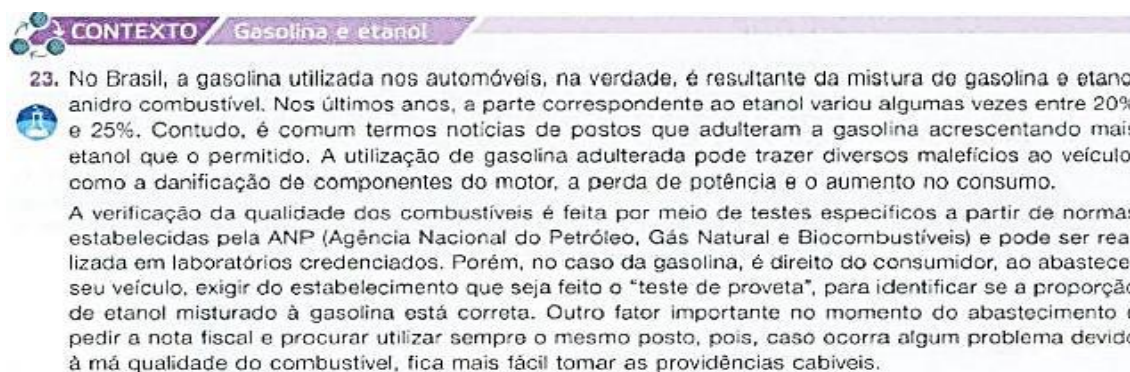 CONTEXTO Gasolina e etanol
23. No Brasil, a gasolina utilizada nos automóveis, na verdade, é resultante da mistura de gasolina e etano
anidro combustível. Nos últimos anos, a parte correspondente ao etanol variou algumas vezes entre 20%
e 25%. Contudo, é comum termos notícias de postos que adulteram a gasolina acrescentando mais
etanol que o permitido. A utilização de gasolina adulterada pode trazer diversos malefícios ao veículo
como a danificação de componentes do motor, a perda de potência e o aumento no consumo.
A verificação da qualidade dos combustíveis é feita por meio de testes específicos a partir de normas
estabelecidas pela ANP (Agência Nacional do Petróleo, Gás Natural e Biocombustíveis) e pode ser rea-
lizada em laboratórios credenciados. Porém, no caso da gasolina, é direito do consumidor, ao abastece
seu veículo, exigir do estabelecimento que seja feito o "teste de proveta", para identificar se a proporção
de etanol misturado à gasolina está correta. Outro fator importante no momento do abastecimento é
pedir a nota fiscal e procurar utilizar sempre o mesmo posto, pois, caso ocorra algum problema devido
à má qualidade do combustível, fica mais fácil tomar as providências cabíveis.